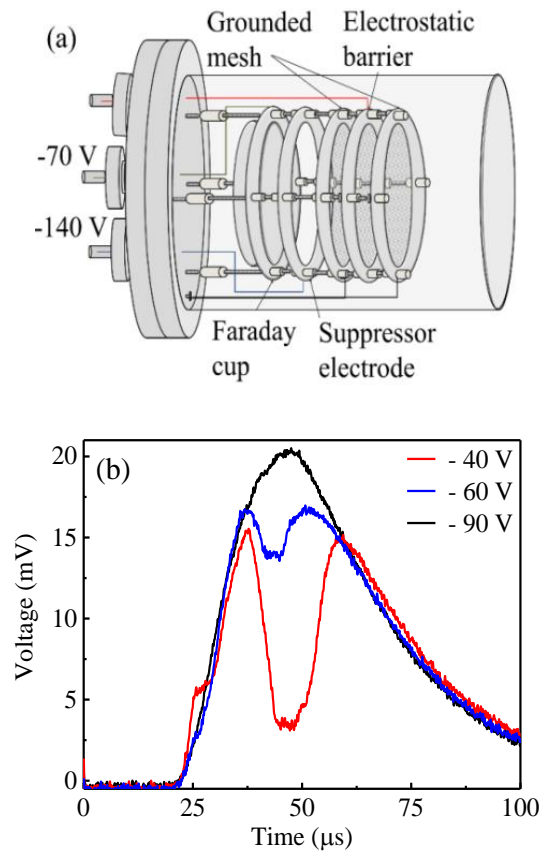 (a)
Grounded
mesh
Electrostatic
barrier
-70 V
-140 V
Faraday
cup
Suppressor
electrode
(b)
- 40 V
- 60 V
- 90 V
Voltage (mV)
20
15
10
5
0
0
25
50
75
100
Time (μs)